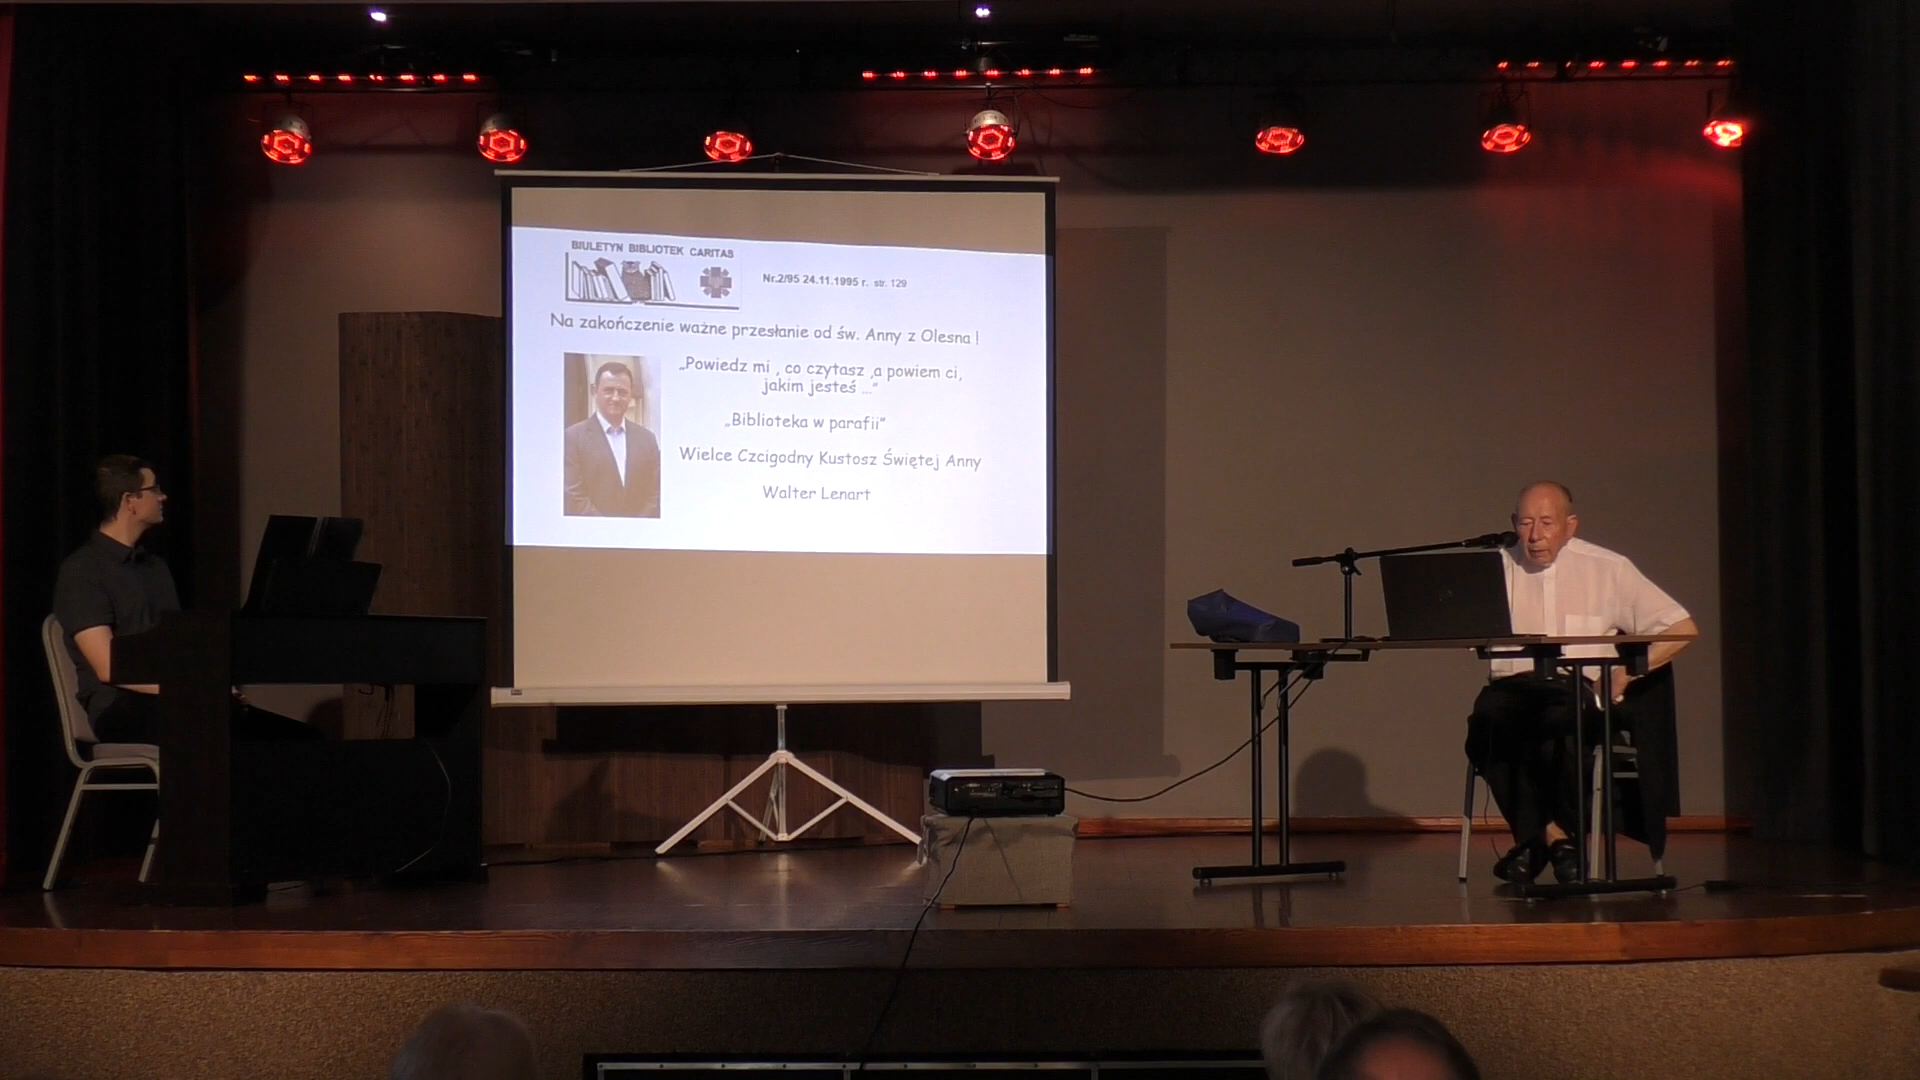 BIULETYN BIBLIOTEK CARITAS
Nr.2/95 24.11.1995 r. str. 129
Na zakończenie ważne przesłanie od św. Anny z Olesna !
„Powiedz mi , co czytasz ,a powiem ci,
jakim jesteś ...”
„Biblioteka w parafii”
Wielce Czcigodny Kustosz Świętej Anny
Walter Lenart